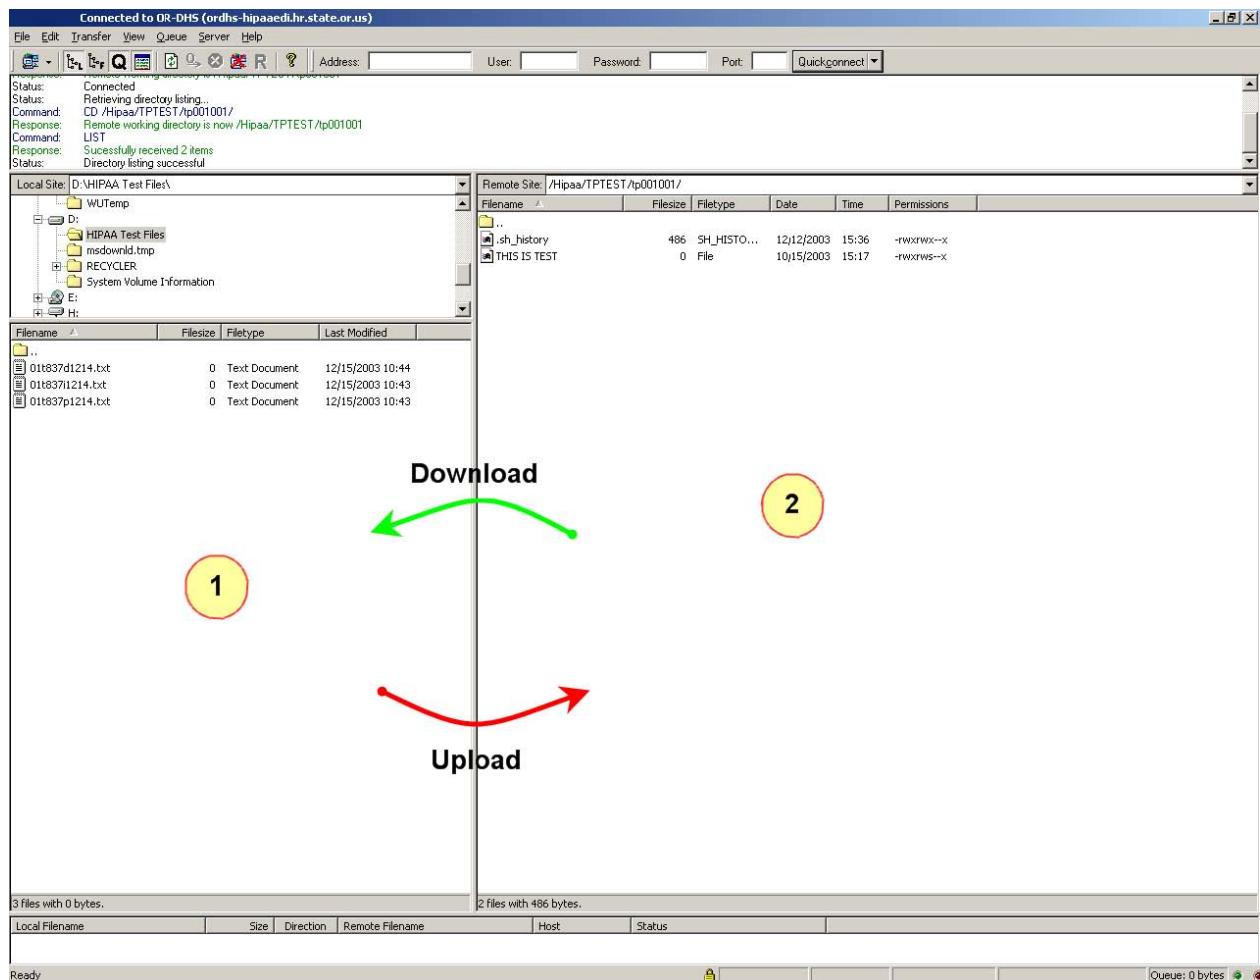 Connected to OR-DHS (ordhs-hipaaedi.hr.state.or.us)
File Edit Transfer View Queue Server Help
Address: User: Password: Port: Quickconnect
Status: Connected
Status: Retrieving directory listing...
Command: CD /Hipaa/TPTEST/tp001001/
Response: Remote working directory is now /Hipaa/TPTEST/tp001001
Command: LIST
Response: Sucessfully received 2 items
Status: Directory listing successful
Local Site: D:\HIPAA Test Files\
WUTemp
D:
HIPAA Test Files
msdownld.tmp
RECYCLER
System Volume Information
E:
H:
Filename Filesize Filetype Last Modified
..
01t837d1214.txt 0 Text Document 12/15/2003 10:44
01t837i1214.txt 0 Text Document 12/15/2003 10:43
01t837p1214.txt 0 Text Document 12/15/2003 10:43
Remote Site: /Hipaa/TPTEST/tp001001/
Filename Filesize Filetype Date Time Permissions
..
.sh_history 486 SH_HISTO... 12/12/2003 15:36 -rwxrwx--x
THIS IS TEST 0 File 10/15/2003 15:17 -rwxrws--x
Download
2
1
Upload
3 files with 0 bytes.
2 files with 486 bytes.
Local Filename Size Direction Remote Filename Host Status
Ready
Queue: 0 bytes